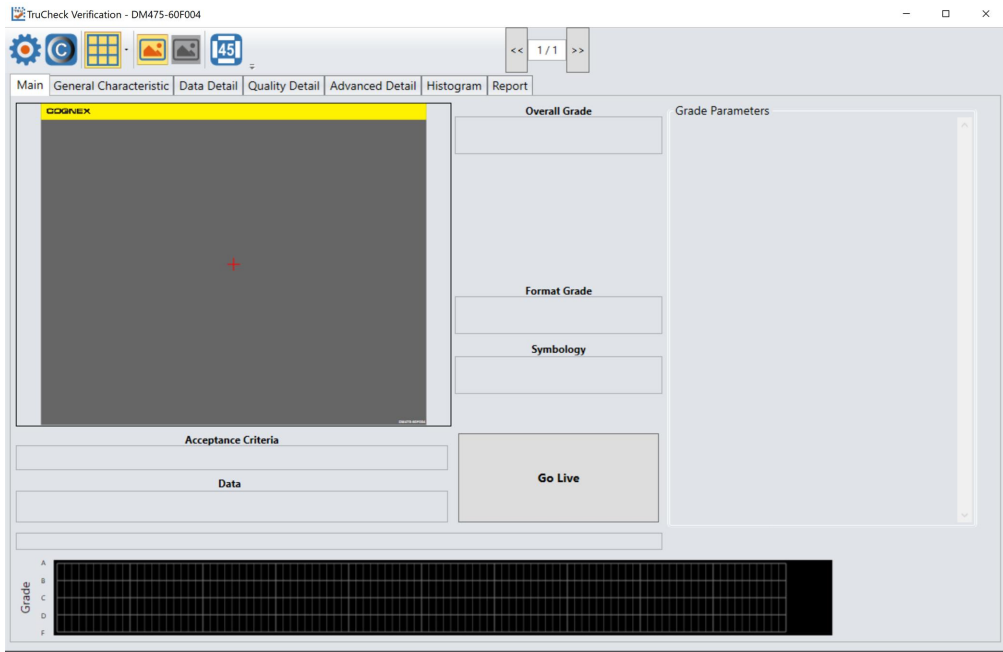 TruCheck Verification - DM475-60F004
C
45
<< 1 / 1 >>
Main General Characteristic Data Detail Quality Detail Advanced Detail Histogram Report
COGNEX
Overall Grade
Grade Parameters
Format Grade
Symbology
Acceptance Criteria
Go Live
Data
Grade
A
B
C
D
F